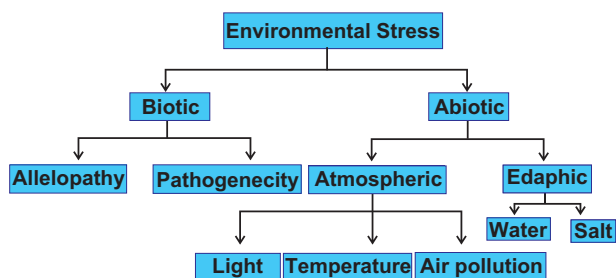 Environmental Stress
Biotic
Abiotic
Allelopathy
Pathogenecity
Atmospheric
Edaphic
Water
Salt
Light
Temperature
Air pollution